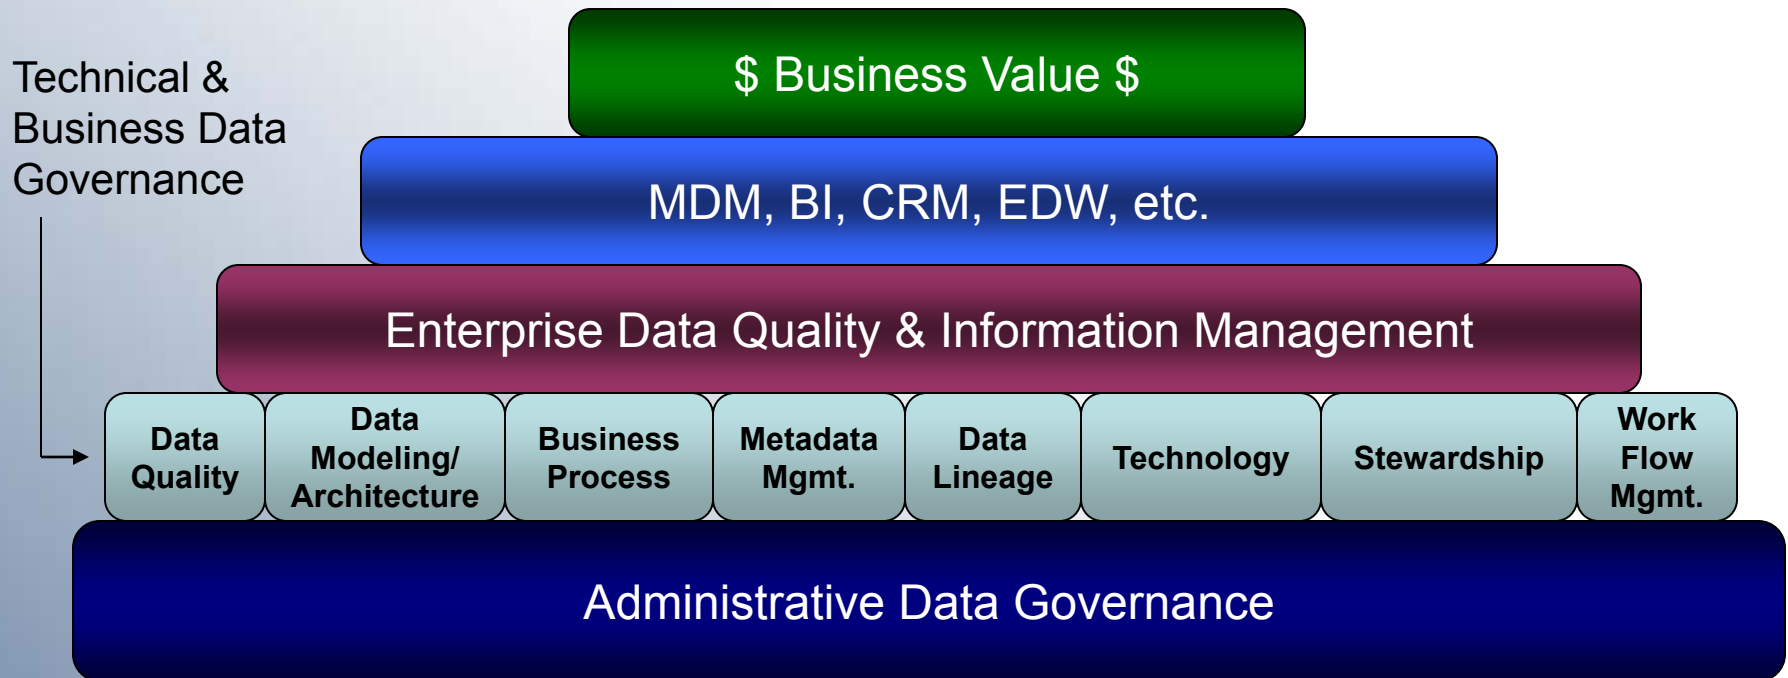 Technical &
Business Data
Governance
$ Business Value $
MDM, BI, CRM, EDW, etc.
Enterprise Data Quality & Information Management
Data
Quality
Data
Modeling/
Architecture
Business
Process
Metadata
Mgmt.
Data
Lineage
Technology
Stewardship
Work
Flow
Mgmt.
Administrative Data Governance